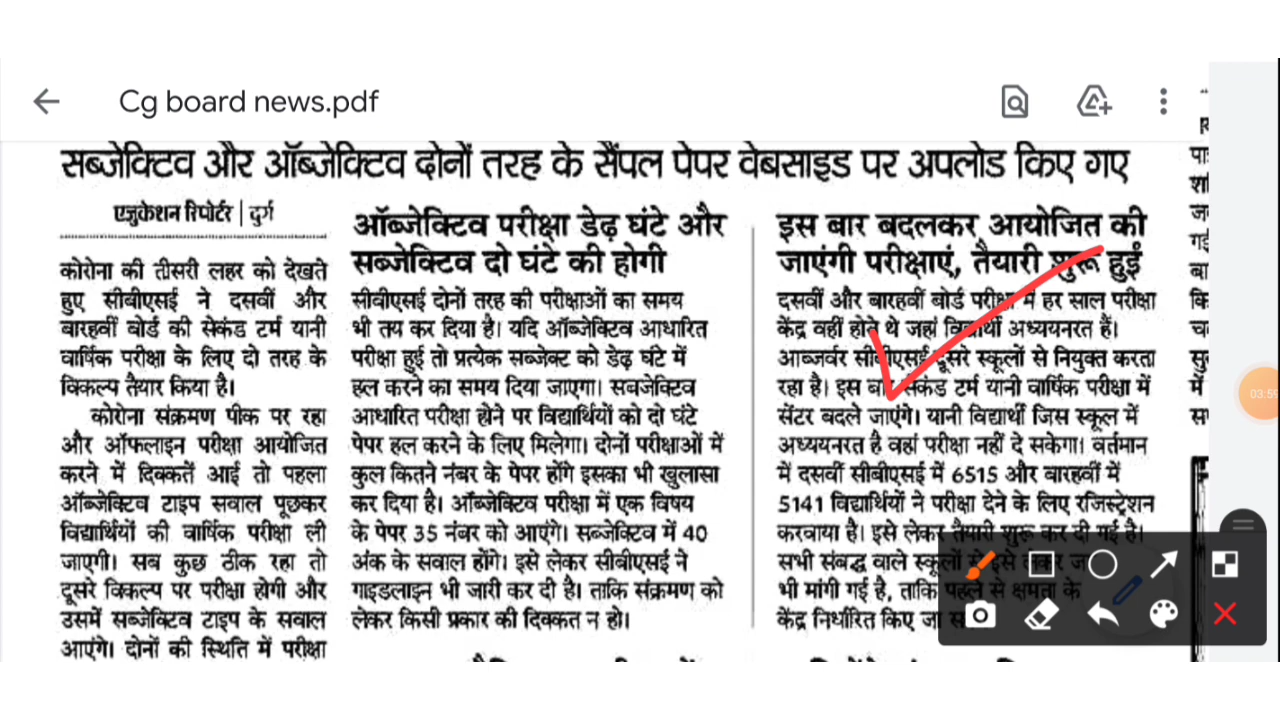 Cg board news.pdf
सब्जेक्टिव और ऑब्जेक्टिव दोनों तरह के सैंपल पेपर वेबसाइड पर अपलोड किए गए
एजुकेशन रिपोर्टर | दुर्ग
कोरोना की तीसरी लहर को देखते
हुए सीबीएसई ने दसवीं और
बारहवीं बोर्ड की सेकंड टर्म यानी
वार्षिक परीक्षा के लिए दो तरह के
विकल्प तैयार किया है।
कोरोना संक्रमण पीक पर रहा
और ऑफलाइन परीक्षा आयोजित
करने में दिक्कतें आई तो पहला
ऑब्जेक्टिव टाइप सवाल पूछकर
विद्यार्थियों की वार्षिक परीक्षा ली
जाएगी। सब कुछ ठीक रहा तो
दूसरे विकल्प पर परीक्षा होगी और
उसमें सब्जेक्टिव टाइप के सवाल
आएंगे। दोनों की स्थिति में परीक्षा
ऑब्जेक्टिव परीक्षा डेढ़ घंटे और
सब्जेक्टिव दो घंटे की होगी
सीबीएसई दोनों तरह की परीक्षाओं का समय
भी तय कर दिया है। यदि ऑब्जेक्टिव आधारित
परीक्षा हुई तो प्रत्येक सब्जेक्ट को डेढ़ घंटे में
हल करने का समय दिया जाएगा। सबजेक्टिव
आधारित परीक्षा होने पर विद्यार्थियों को दो घंटे
पेपर हल करने के लिए मिलेगा। दोनों परीक्षाओं में
कुल कितने नंबर के पेपर होंगे इसका भी खुलासा
कर दिया है। ऑब्जेक्टिव परीक्षा में एक विषय
के पेपर 35 नंबर को आएंगे। सब्जेक्टिव में 40
अंक के सवाल होंगे। इसे लेकर सीबीएसई ने
गाइडलाइन भी जारी कर दी है। ताकि संक्रमण को
लेकर किसी प्रकार की दिक्कत न हो।
इस बार बदलकर आयोजित की
जाएंगी परीक्षाएं, तैयारी शुरू हुई
दसवीं और बारहवीं बोर्ड परीक्षा में हर साल परीक्षा
केंद्र वहीं होते थे जहां विद्यार्थी अध्ययनरत हैं।
आब्जर्वर सीबीएसई दूसरे स्कूलों से नियुक्त करता
रहा है। इस बार सेकंड टर्म यानी वार्षिक परीक्षा में
सेंटर बदले जाएंगे। यानी विद्यार्थी जिस स्कूल में
अध्ययनरत है वहां परीक्षा नहीं दे सकेगा। वर्तमान
में दसवीं सीबीएसई में 6515 और बारहवीं में
5141 विद्यार्थियों ने परीक्षा देने के लिए रजिस्ट्रेशन
करवाया है। इसे लेकर तैयारी शुरू कर दी गई है।
सभी संबद्ध वाले स्कूलों से इसे लेकर
भी मांगी गई है, ताकि पहले से क्षमता के
केंद्र निर्धारित किए जा
03:59